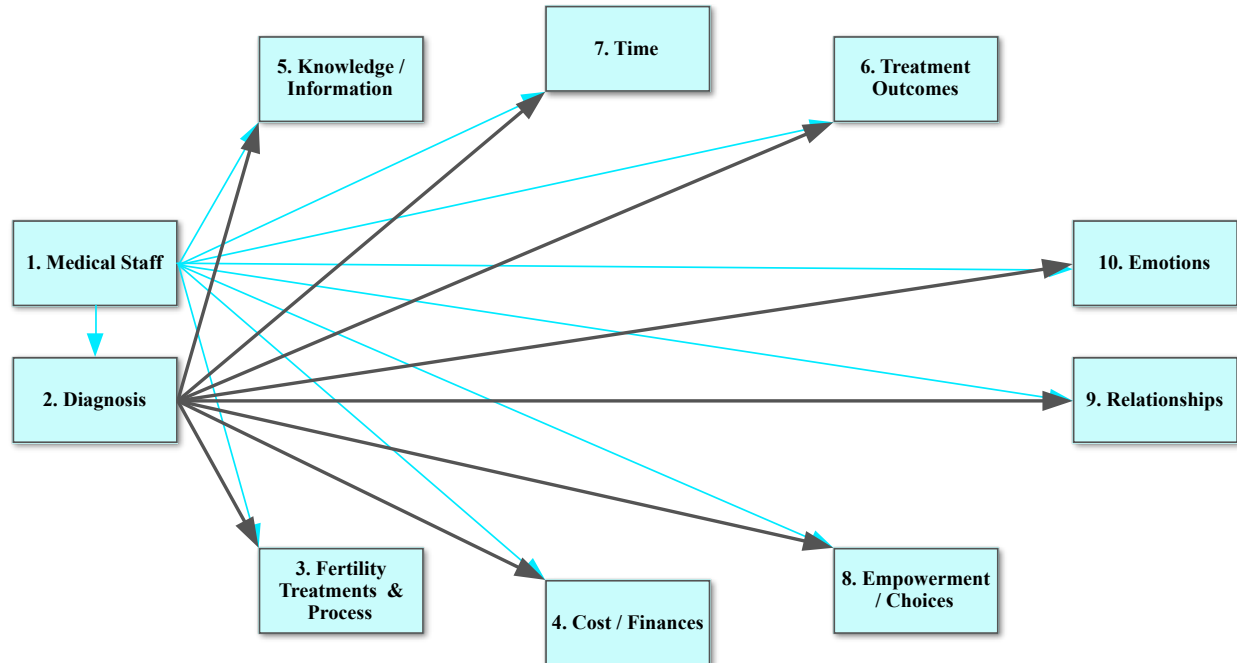 7. Time
5. Knowledge /
Information
6. Treatment
Outcomes
1. Medical Staff
10. Emotions
2. Diagnosis
9. Relationships
3. Fertility
Treatments &
Process
4. Cost / Finances
8. Empowerment
/ Choices